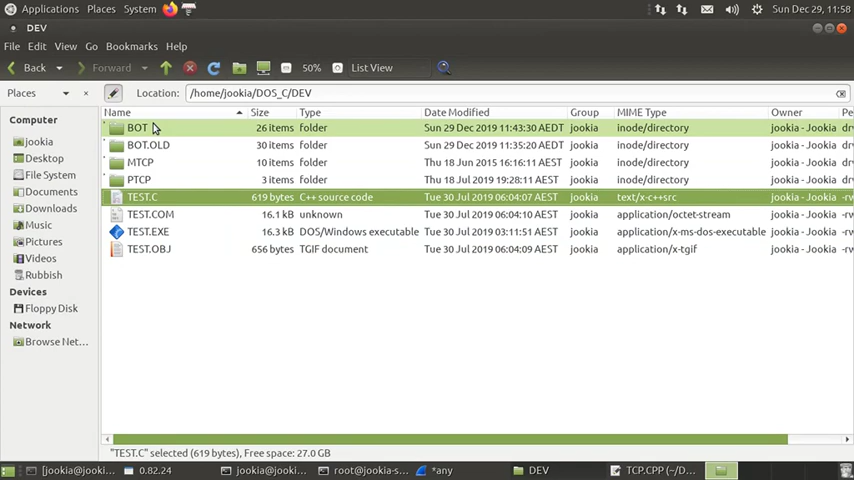 Applications Places System Sun Dec 29, 11:58
DEV
File Edit View Go Bookmarks Help
Back Forward 50% List View
Places Location: /home/jookia/DOS_C/DEV
Name Size Type Date Modified Group MIME Type Owner Pe
Computer
jookia
Desktop
File System
Documents
Downloads
Music
Pictures
Videos
Rubbish
Devices
Floppy Disk
Network
Browse Net...
BOT 26 items folder Sun 29 Dec 2019 11:43:30 AEDT jookia inode/directory jookia - Jookia
BOT.OLD 30 items folder Sun 29 Dec 2019 11:35:20 AEDT jookia inode/directory jookia - Jookia
MTCP 10 items folder Thu 18 Jun 2015 16:16:11 AEST jookia inode/directory jookia - Jookia
PTCP 3 items folder Thu 18 Jul 2019 19:28:11 AEST jookia inode/directory jookia - Jookia
TEST.C 619 bytes C++ source code Tue 30 Jul 2019 06:04:07 AEST jookia text/x-c++src jookia - Jookia
TEST.COM 16.1 kB unknown Tue 30 Jul 2019 06:04:10 AEST jookia application/octet-stream jookia - Jookia
TEST.EXE 16.3 kB DOS/Windows executable Tue 30 Jul 2019 03:11:51 AEST jookia application/x-ms-dos-executable jookia - Jookia
TEST.OBJ 656 bytes TGIF document Tue 30 Jul 2019 06:04:09 AEST jookia application/x-tgif jookia - Jookia
"TEST.C" selected (619 bytes), Free space: 27.0 GB
[jookia@jooki... 0.82.24 jookia@jooki... root@jookia-s... *any DEV TCP.CPP (~/D...